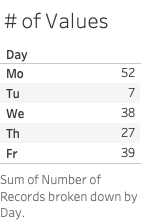 # of Values
Day
Mo 52
Tu 7
We 38
Th 27
Fr 39
Sum of Number of
Records broken down by
Day.